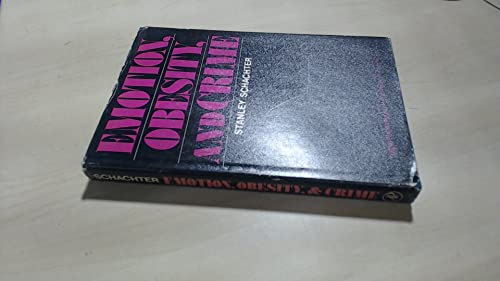 EMOTION,
OBESITY,
AND CRIME
STANLEY SCHACHTER
SCHACHTER EMOTION, OBESITY, & CRIME